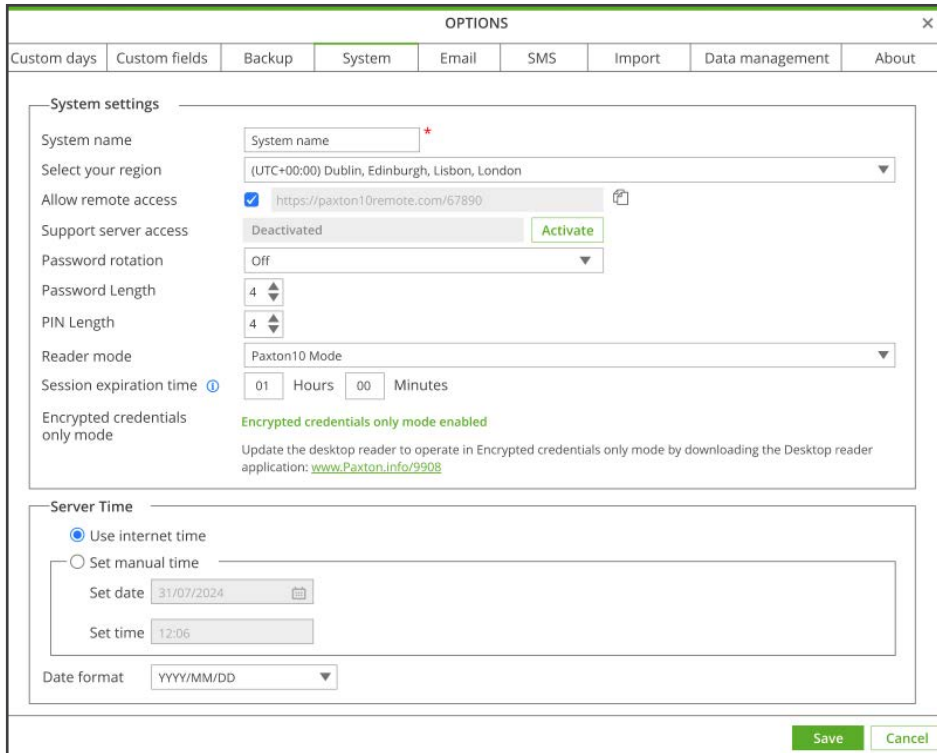 OPTIONS
Custom days Custom fields Backup System Email SMS Import Data management About
System settings
System name System name *
Select your region (UTC+00:00) Dublin, Edinburgh, Lisbon, London
Allow remote access https://paxton10remote.com/67890
Support server access Deactivated Activate
Password rotation Off
Password Length 4
PIN Length 4
Reader mode Paxton10 Mode
Session expiration time 01 Hours 00 Minutes
Encrypted credentials
only mode
Encrypted credentials only mode enabled
Update the desktop reader to operate in Encrypted credentials only mode by downloading the Desktop reader
application: www.Paxton.info/9908
Server Time
Use internet time
Set manual time
Set date 31/07/2024
Set time 12:06
Date format YYYY/MM/DD
Save Cancel